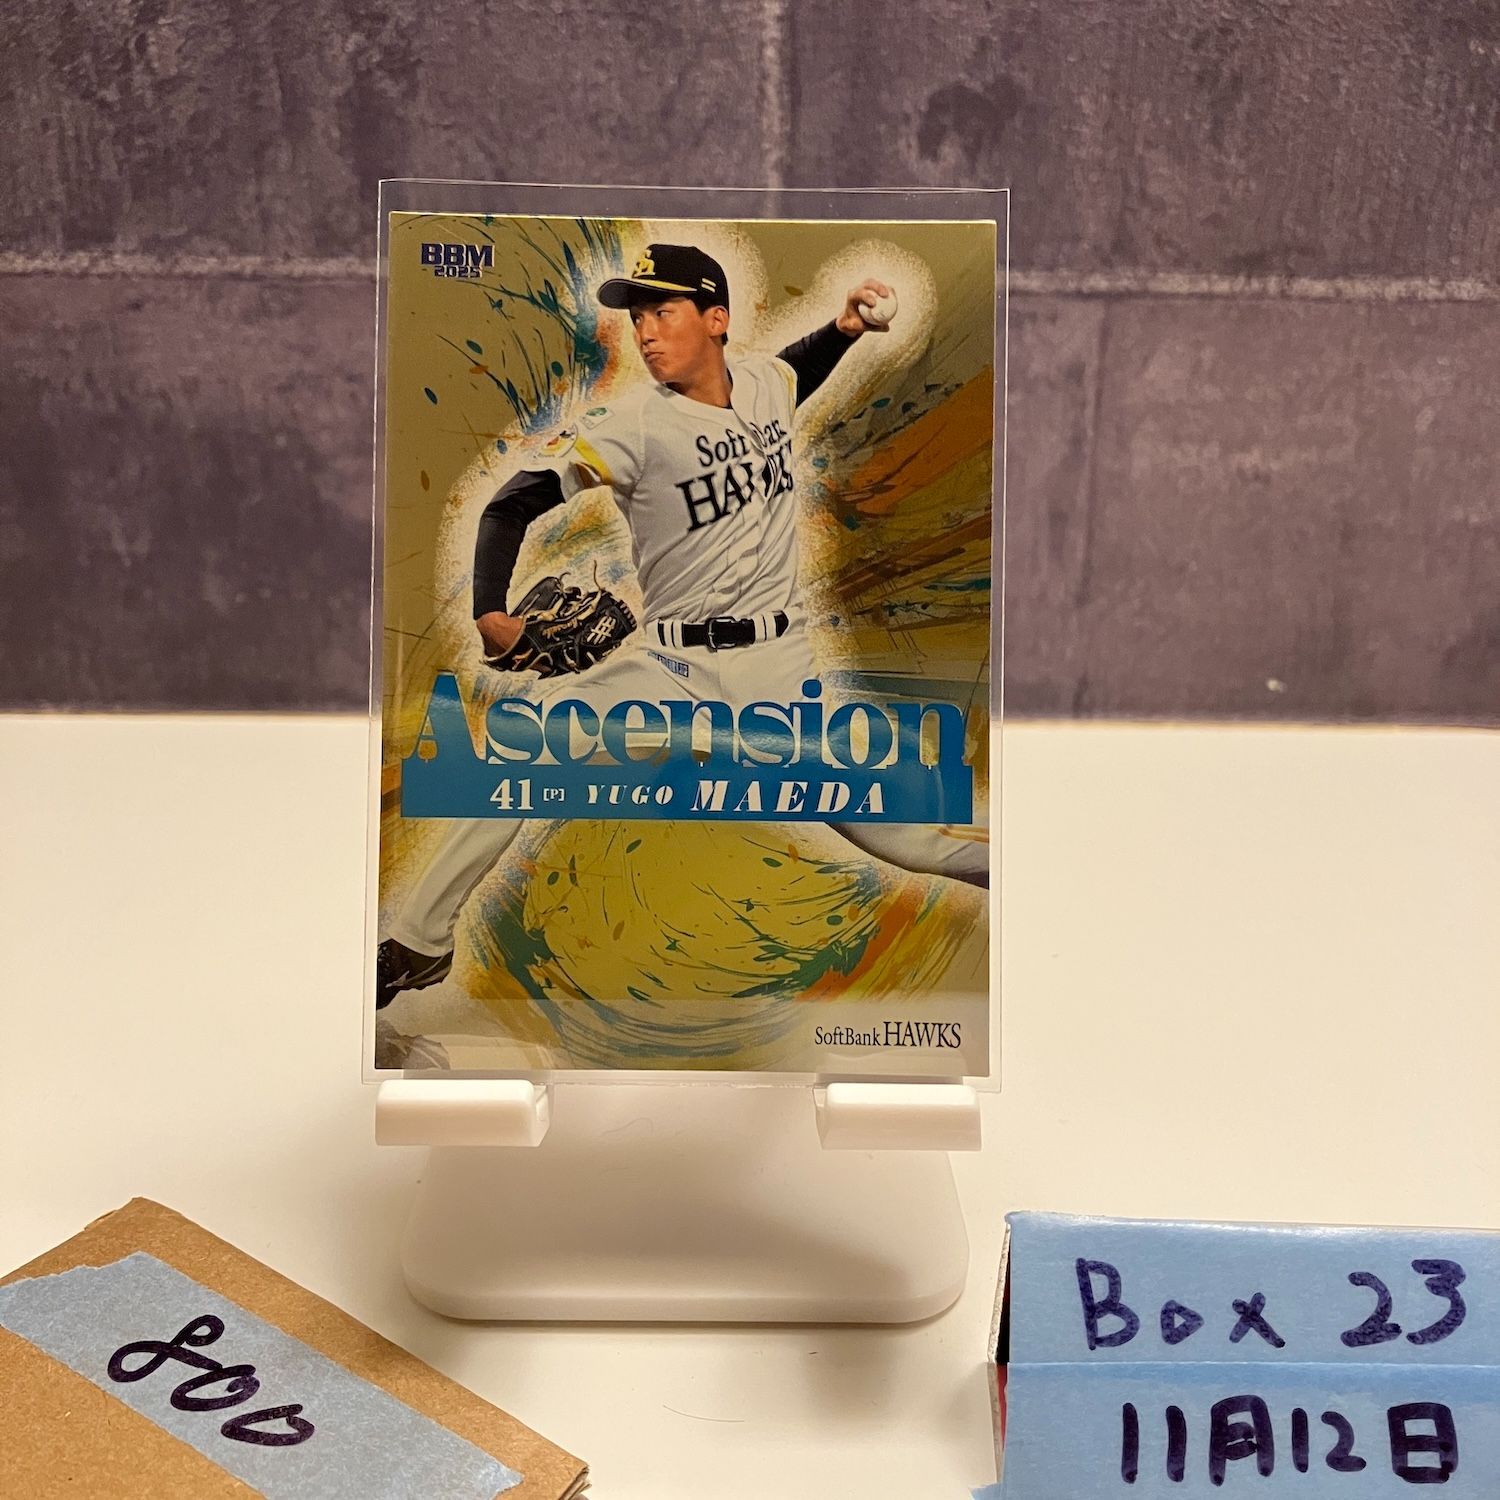 BBM
2025
SoftBank
HAWKS
Ascension
41 [P] YUGO MAEDA
SoftBank HAWKS
800
Box 23
11月12日